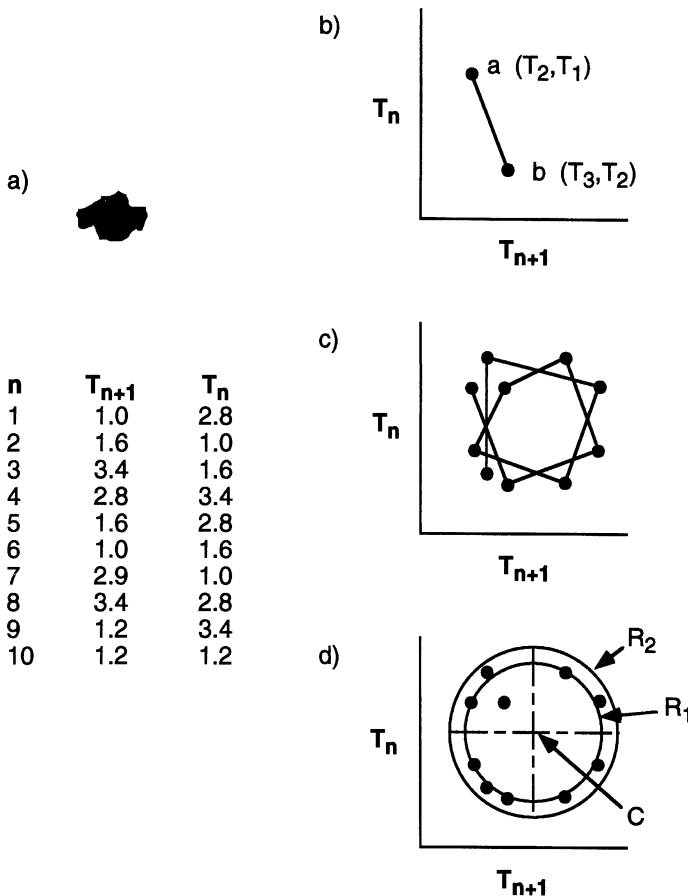 a)
n Tn+1 Tn
1 1.0 2.8
2 1.6 1.0
3 3.4 1.6
4 2.8 3.4
5 1.6 2.8
6 1.0 1.6
7 2.9 1.0
8 3.4 2.8
9 1.2 3.4
10 1.2 1.2
b)
a (T2,T1)
Tn
b (T3,T2)
Tn+1
c)
Tn
Tn+1
d)
R2
R1
Tn
C
Tn+1